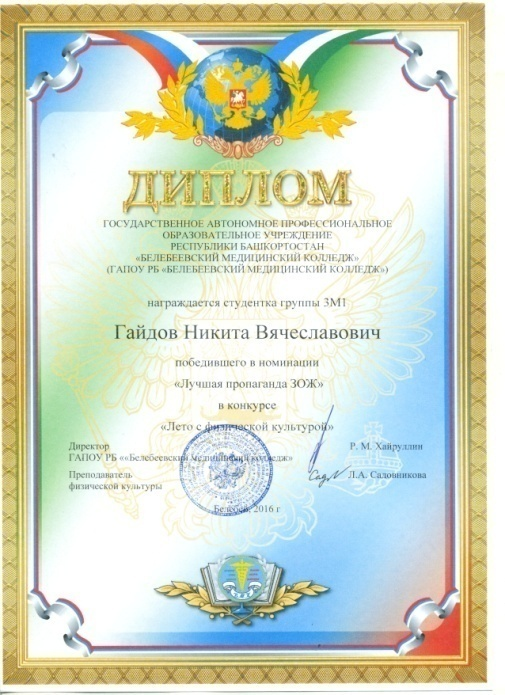 ДИПЛОМ
ГОСУДАРСТВЕННОЕ АВТОНОМНОЕ ПРОФЕССИОНАЛЬНОЕ
ОБРАЗОВАТЕЛЬНОЕ УЧРЕЖДЕНИЕ
РЕСПУБЛИКИ БАШКОРТОСТАН
«БЕЛЕБЕЕВСКИЙ МЕДИЦИНСКИЙ КОЛЛЕДЖ»
(ГАПОУ РБ «БЕЛЕБЕЕВСКИЙ МЕДИЦИНСКИЙ КОЛЛЕДЖ»)
награждается студентка группы 3М1
Гайдов Никита Вячеславович
победившего в номинации
«Лучшая пропаганда ЗОЖ»
в конкурсе
«Лето с физической культурой»
Директор
ГАПОУ РБ ««Белебеевский медицинский колледж»
Р. М. Хайруллин
Преподаватель
физической культуры
Л.А. Садовникова
Белебей, 2016 г